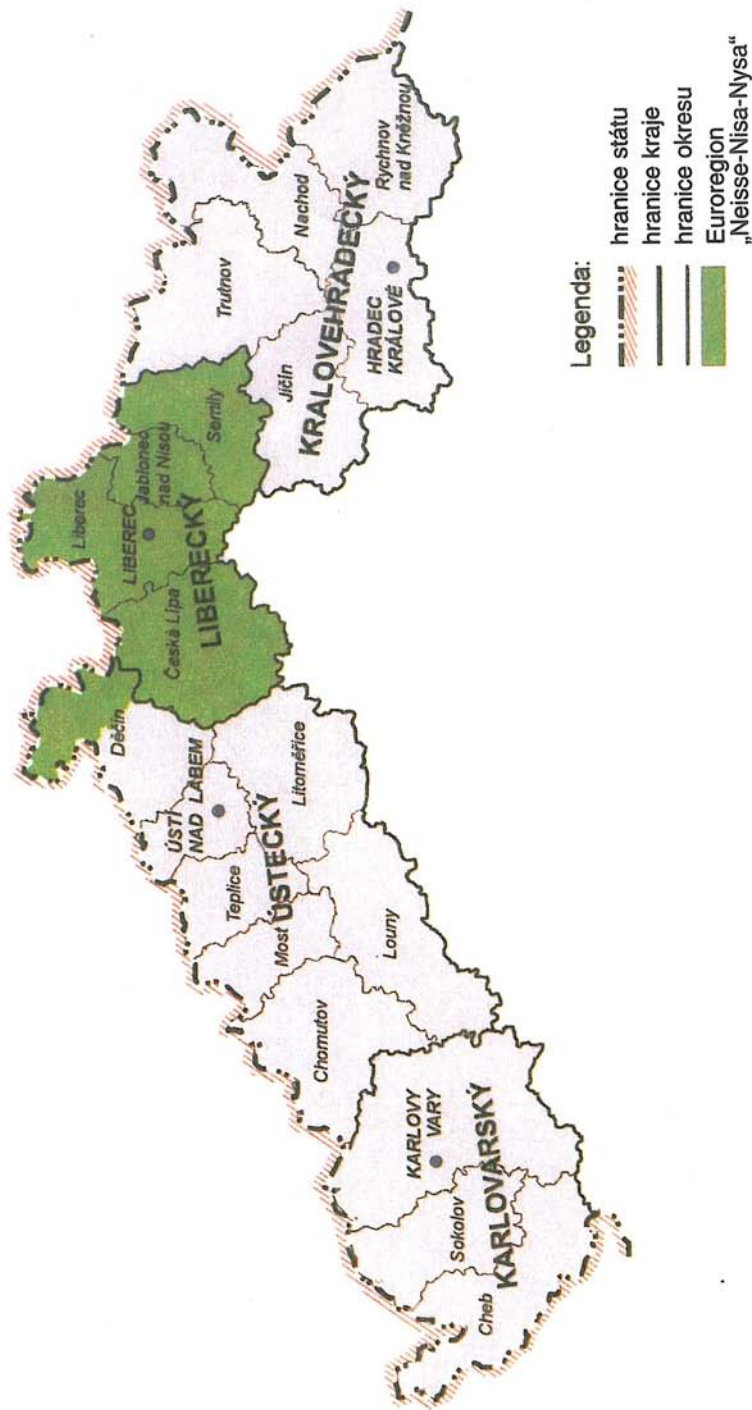 Cheb
Sokolov
KARLOVY
VARY
KARLOVARSKÝ
Chomutov
Most
Teplice
Louny
ÚSTÍ
NAD LABEM
ÚSTECKÝ
Litoměřice
Děčín
Česká Lípa
LIBERECKÝ
LIBEREC
Liberec
Jablonec
nad Nisou
Semily
Trutnov
Jičín
KRALOVEHRADECKÝ
HRADEC
KRÁLOVÉ
Nachod
Rychnov
nad Kněžnou
Legenda:
hranice státu
hranice kraje
hranice okresu
Euroregion
„Neisse-Nisa-Nysa“